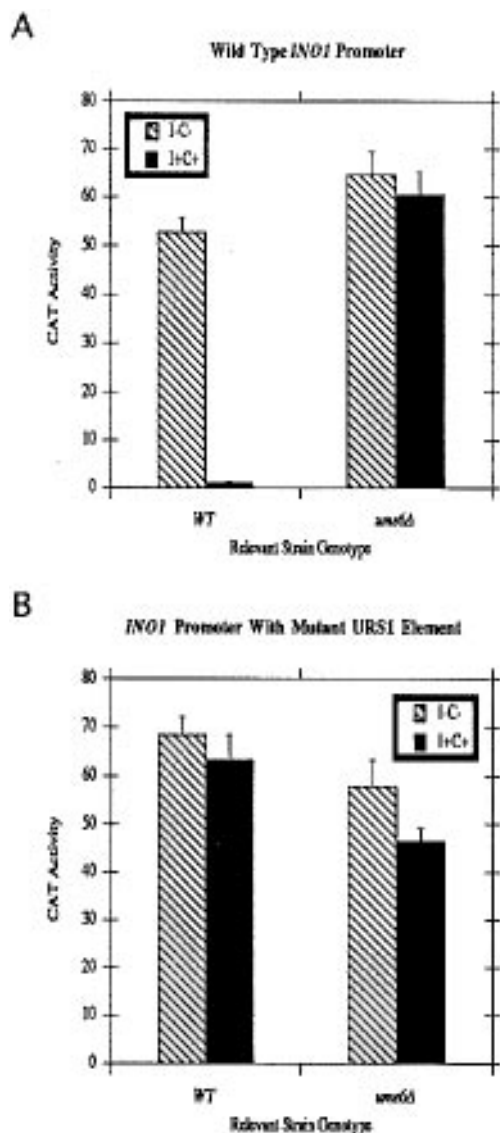 A
Wild Type INO1 Promoter
80
70
60
50
40
30
20
10
0
CAT Activity
I-C-
I+C+
WT
ume6Δ
Relevant Strain Genotype
B
INO1 Promoter With Mutant URS1 Element
80
70
60
50
40
30
20
10
0
CAT Activity
I-C-
I+C+
WT
ume6Δ
Relevant Strain Genotype